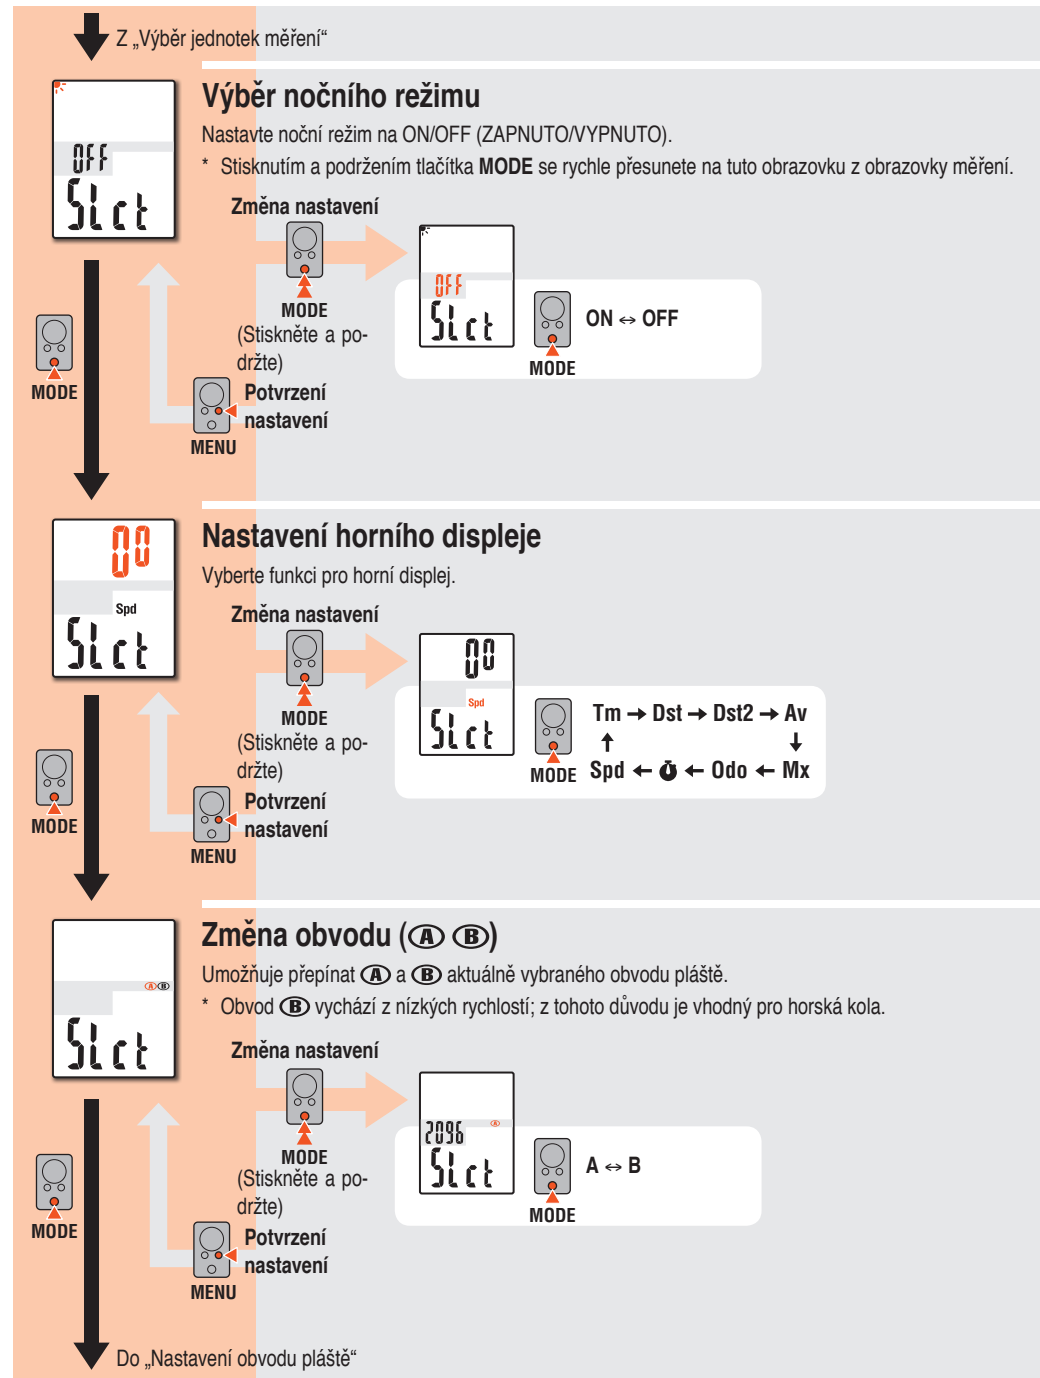 Z „Výběr jednotek měření“
Výběr nočního režimu
Nastavte noční režim na ON/OFF (ZAPNUTO/VYPNUTO).
* Stisknutím a podržením tlačítka MODE se rychle přesunete na tuto obrazovku z obrazovky měření.
OFF
Slct
Změna nastavení
MODE
(Stiskněte a po-
držte)
OFF
Slct
MODE
ON ⇔ OFF
MODE
Potvrzení
nastavení
MENU
Nastavení horního displeje
Vyberte funkci pro horní displej.
00
Spd
Slct
Změna nastavení
MODE
(Stiskněte a po-
držte)
00
Spd
Slct
MODE
Tm → Dst → Dst2 → Av
↑ ↓
Spd ← ⏱ ← Odo ← Mx
MODE
Potvrzení
nastavení
MENU
Změna obvodu (Ⓐ Ⓑ)
Umožňuje přepínat Ⓐ a Ⓑ aktuálně vybraného obvodu pláště.
* Obvod Ⓑ vychází z nízkých rychlostí; z tohoto důvodu je vhodný pro horská kola.
Ⓐ Ⓑ
Slct
Změna nastavení
MODE
(Stiskněte a po-
držte)
2096 Ⓐ
Slct
MODE
A ⇔ B
MODE
Potvrzení
nastavení
MENU
Do „Nastavení obvodu pláště“